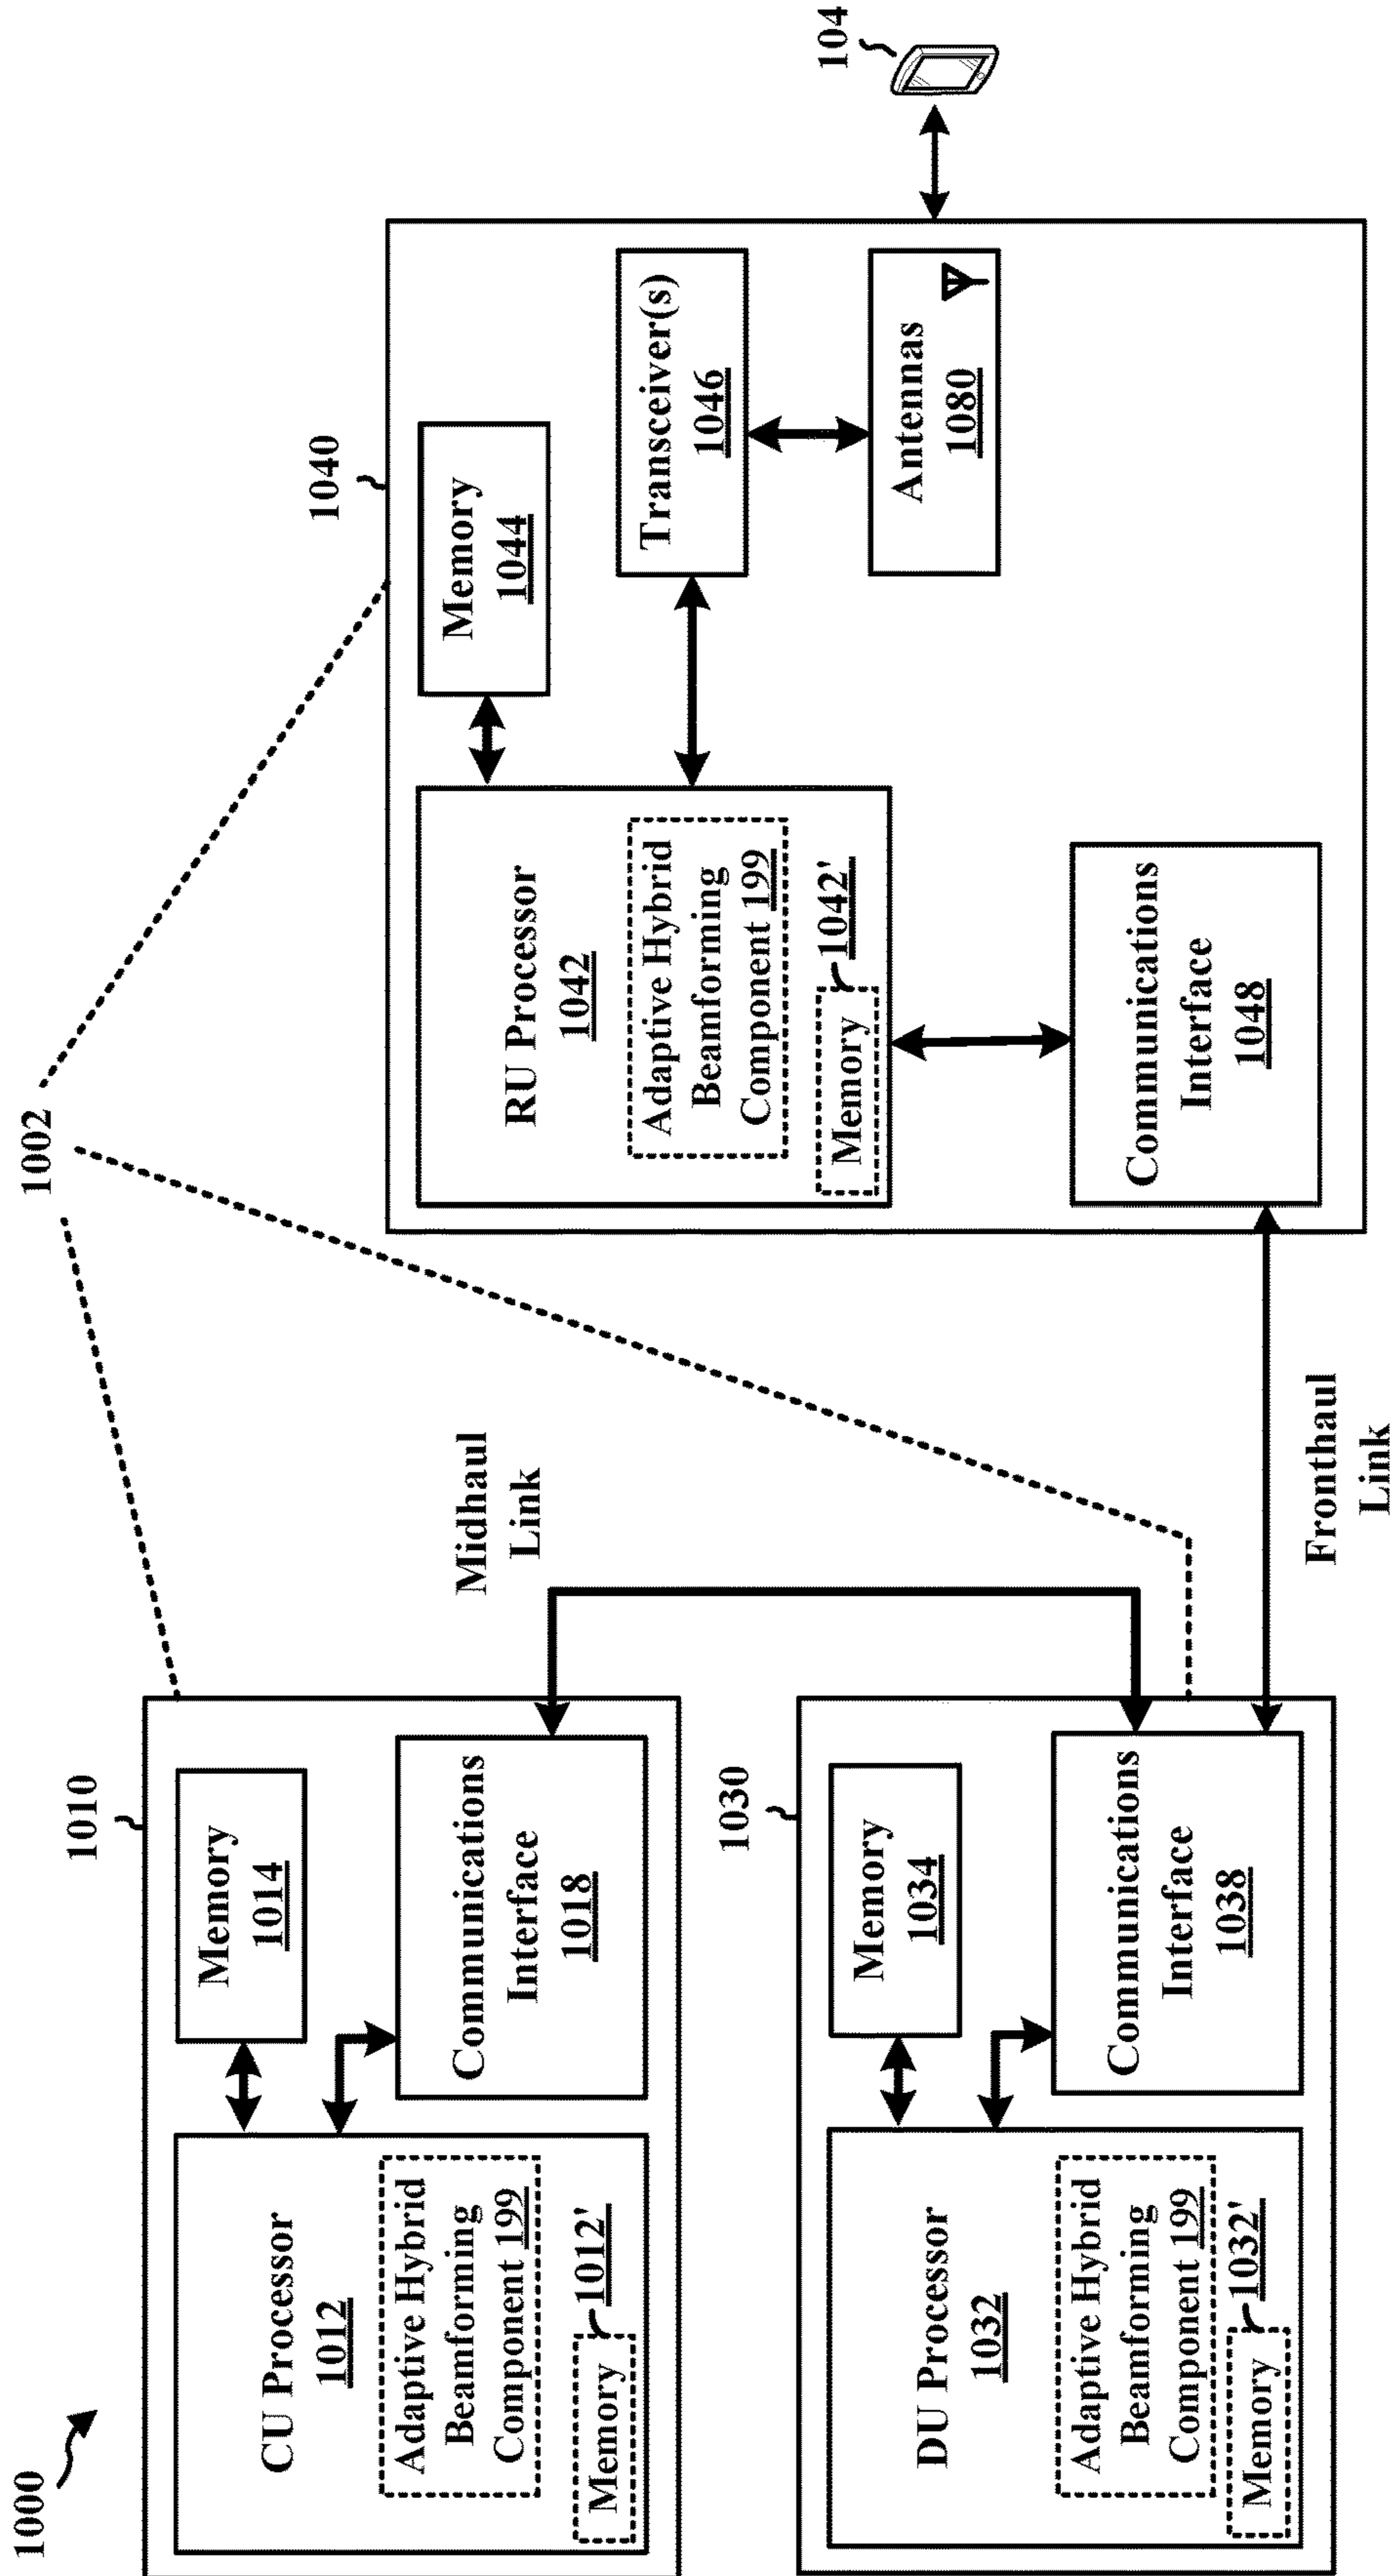 1000
1002
1010
CU Processor
1012
Adaptive Hybrid
Beamforming
Component 199
Memory
1012'
Memory
1014
Communications
Interface
1018
Midhaul
Link
1030
DU Processor
1032
Adaptive Hybrid
Beamforming
Component 199
Memory
1032'
Memory
1034
Communications
Interface
1038
Fronthaul
Link
1040
RU Processor
1042
Adaptive Hybrid
Beamforming
Component 199
Memory
1042'
Memory
1044
Transceiver(s)
1046
Antennas
1080
Communications
Interface
1048
104